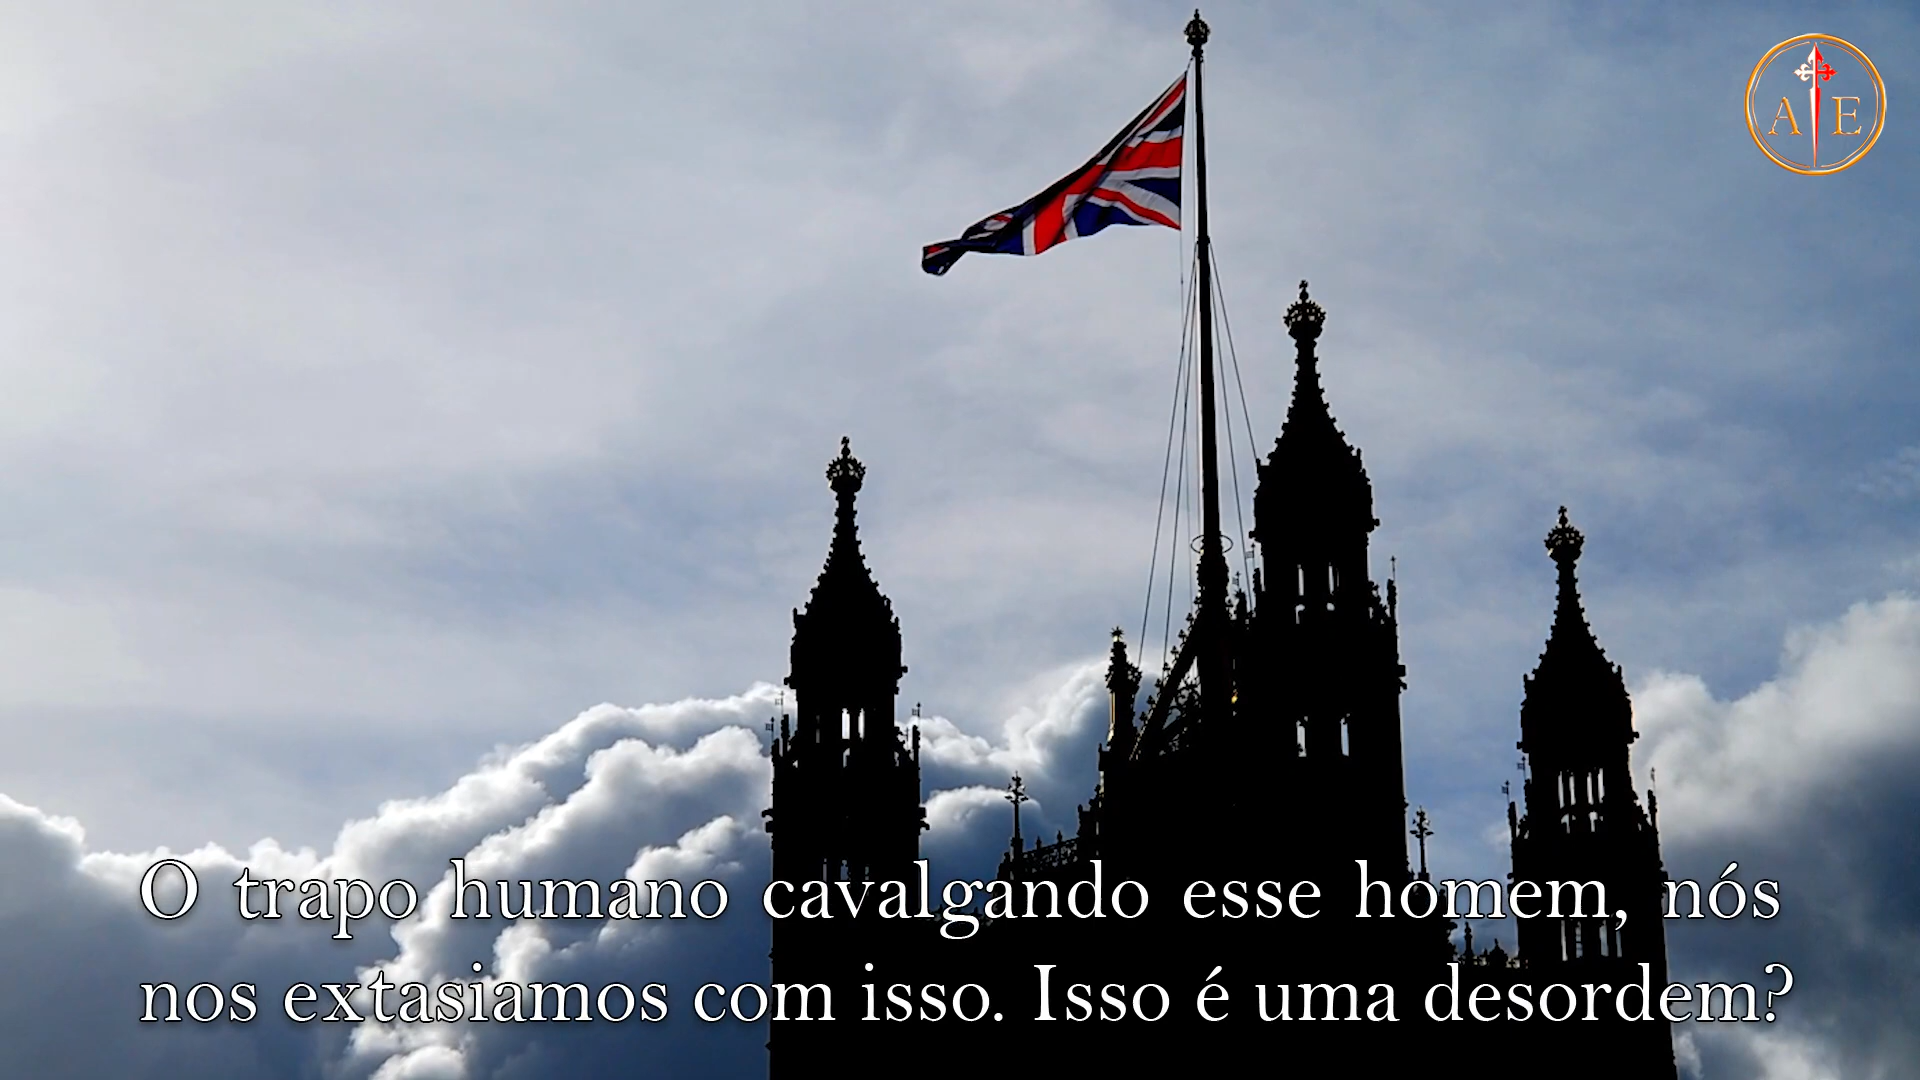 A E
O trapo humano cavalgando esse homem, nós
nos extasiamos com isso. Isso é uma desordem?